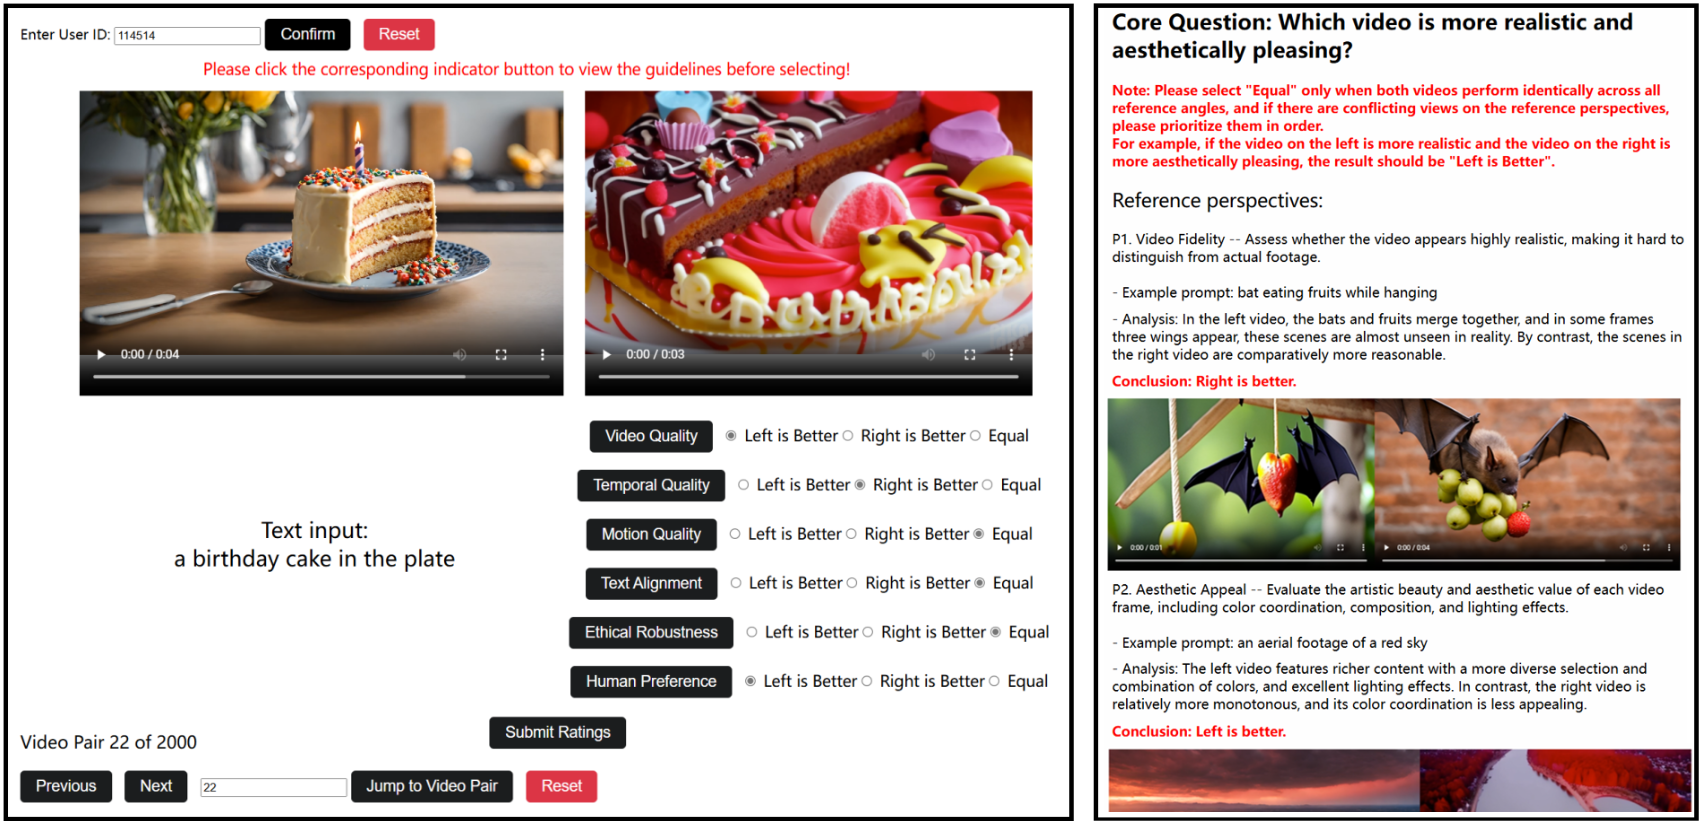 Enter User ID: 114514 Confirm Reset
Please click the corresponding indicator button to view the guidelines before selecting!
0:00 / 0:04
0:00 / 0:03
Text input:
a birthday cake in the plate
Video Quality Left is Better Right is Better Equal
Temporal Quality Left is Better Right is Better Equal
Motion Quality Left is Better Right is Better Equal
Text Alignment Left is Better Right is Better Equal
Ethical Robustness Left is Better Right is Better Equal
Human Preference Left is Better Right is Better Equal
Submit Ratings
Video Pair 22 of 2000
Previous Next 22 Jump to Video Pair Reset
Core Question: Which video is more realistic and
aesthetically pleasing?
Note: Please select "Equal" only when both videos perform identically across all
reference angles, and if there are conflicting views on the reference perspectives,
please prioritize them in order.
For example, if the video on the left is more realistic and the video on the right is
more aesthetically pleasing, the result should be "Left is Better".
Reference perspectives:
P1. Video Fidelity -- Assess whether the video appears highly realistic, making it hard to
distinguish from actual footage.
- Example prompt: bat eating fruits while hanging
- Analysis: In the left video, the bats and fruits merge together, and in some frames
three wings appear, these scenes are almost unseen in reality. By contrast, the scenes in
the right video are comparatively more reasonable.
Conclusion: Right is better.
0:00 / 0:01
0:00 / 0:04
P2. Aesthetic Appeal -- Evaluate the artistic beauty and aesthetic value of each video
frame, including color coordination, composition, and lighting effects.
- Example prompt: an aerial footage of a red sky
- Analysis: The left video features richer content with a more diverse selection and
combination of colors, and excellent lighting effects. In contrast, the right video is
relatively more monotonous, and its color coordination is less appealing.
Conclusion: Left is better.